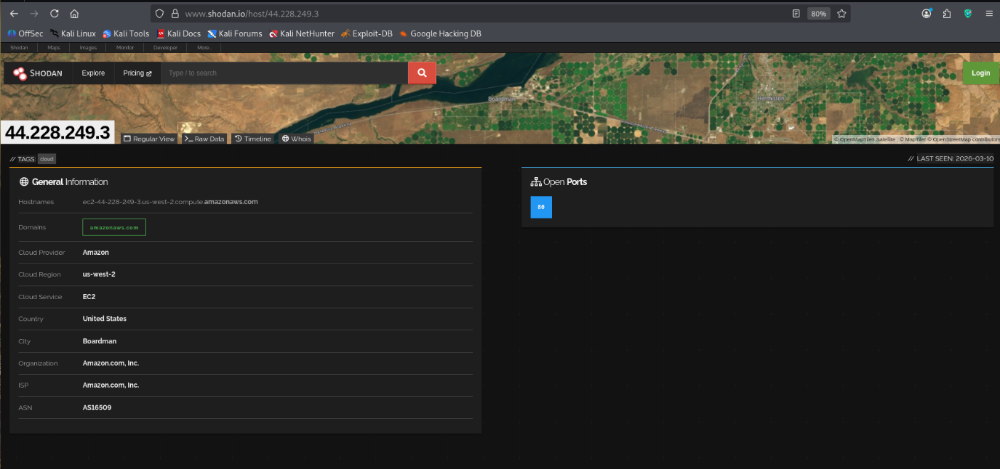 www.shodan.io/host/44.228.249.3
80%
OffSec Kali Linux Kali Tools Kali Docs Kali Forums Kali NetHunter Exploit-DB Google Hacking DB
Shodan Maps Images Monitor Developer More...
SHODAN Explore Pricing Type / to search Login
Boardman
Hermiston
44.228.249.3
Regular View Raw Data Timeline Whois
© OpenMapTiles Satellite | © MapTiler © OpenStreetMap contributors
// TAGS: cloud
// LAST SEEN: 2026-03-10
General Information
Hostnames ec2-44-228-249-3.us-west-2.compute.amazonaws.com
Domains amazonaws.com
Cloud Provider Amazon
Cloud Region us-west-2
Cloud Service EC2
Country United States
City Boardman
Organization Amazon.com, Inc.
ISP Amazon.com, Inc.
ASN AS16509
Open Ports
80